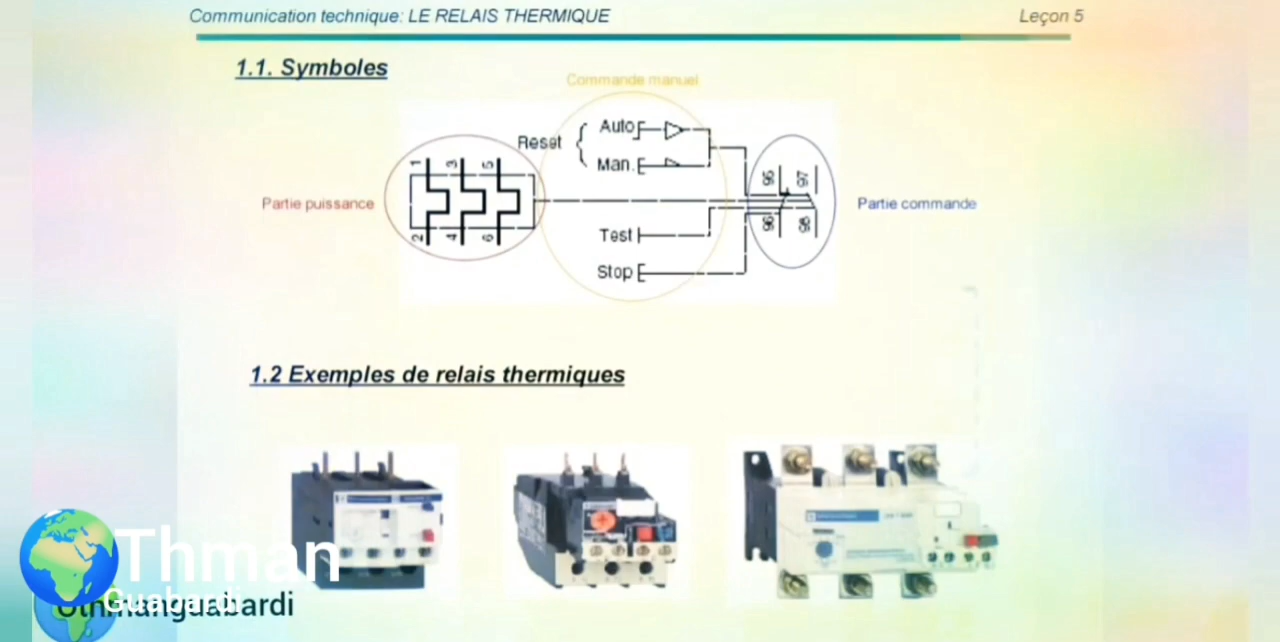 Communication technique: LE RELAIS THERMIQUE Leçon 5
1.1. Symboles
Commande manuel
Reset
Auto
Man.
1 3 5
95 97
Partie puissance
Partie commande
2 4 6
96 98
Test
Stop
1.2 Exemples de relais thermiques
Thman
Guabardi
Othmanguabardi